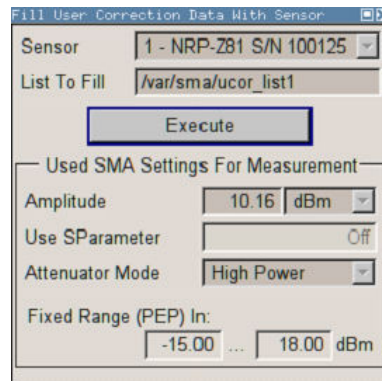 Fill User Correction Data With Sensor
Sensor 1 - NRP-Z81 S/N 100125
List To Fill /var/sma/ucor_list1
Execute
Used SMA Settings For Measurement
Amplitude 10.16 dBm
Use SParameter Off
Attenuator Mode High Power
Fixed Range (PEP) In:
-15.00 ... 18.00 dBm